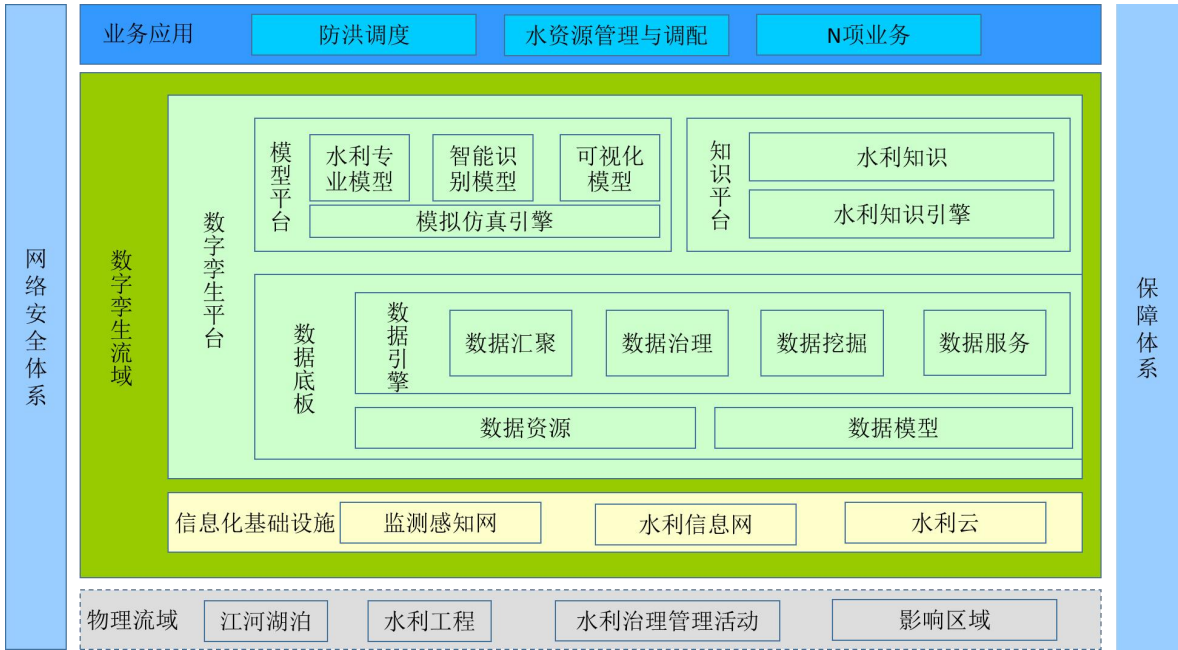 网络安全体系
业务应用
防洪调度
水资源管理与调配
N项业务
数字孪生流域
数字孪生平台
模型平台
水利专
业模型
智能识
别模型
可视化
模型
模拟仿真引擎
知识平台
水利知识
水利知识引擎
数据底板
数据引擎
数据汇聚
数据治理
数据挖掘
数据服务
数据资源
数据模型
信息化基础设施
监测感知网
水利信息网
水利云
物理流域
江河湖泊
水利工程
水利治理管理活动
影响区域
保障体系